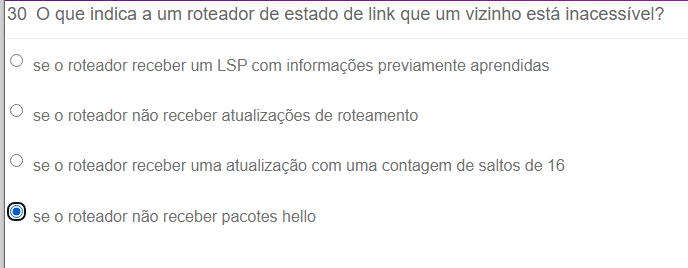 30 O que indica a um roteador de estado de link que um vizinho está inacessível?
se o roteador receber um LSP com informações previamente aprendidas
se o roteador não receber atualizações de roteamento
se o roteador receber uma atualização com uma contagem de saltos de 16
se o roteador não receber pacotes hello